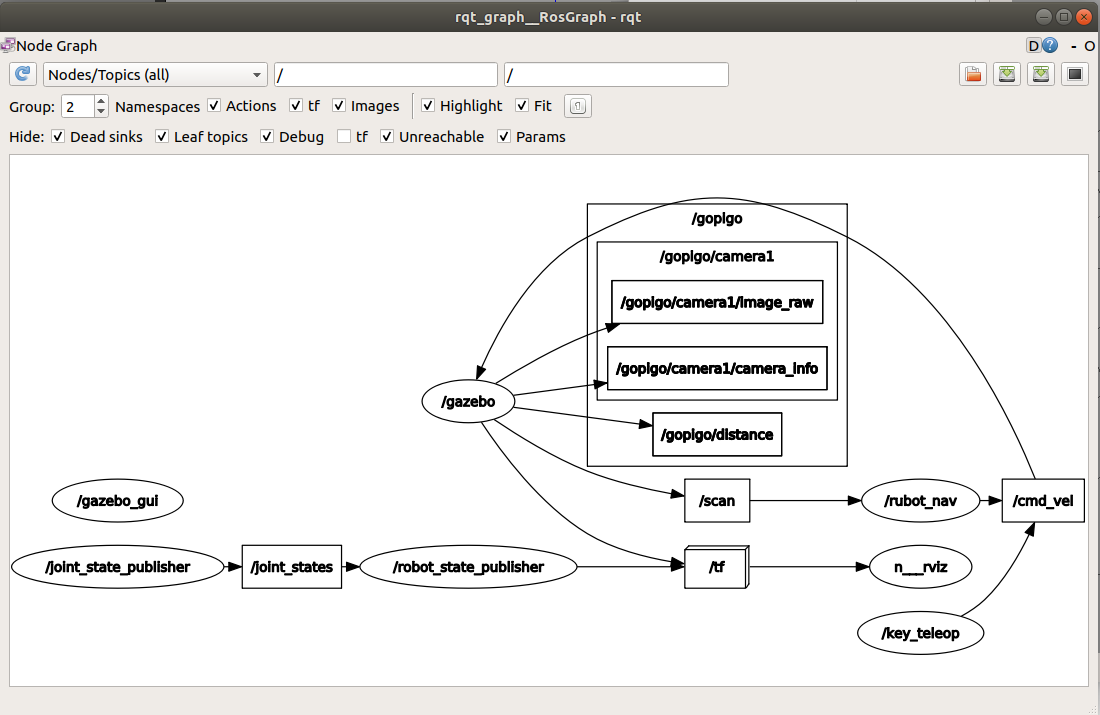 rqt_graph__RosGraph - rqt
Node Graph
D - O
Nodes/Topics (all) / /
Group: 2 Namespaces Actions tf Images Highlight Fit
Hide: Dead sinks Leaf topics Debug tf Unreachable Params
/gopigo
/gopigo/camera1
/gopigo/camera1/image_raw
/gopigo/camera1/camera_info
/gazebo
/gopigo/distance
/gazebo_gui
/scan
/rubot_nav
/cmd_vel
/joint_state_publisher
/joint_states
/robot_state_publisher
/tf
n___rviz
/key_teleop